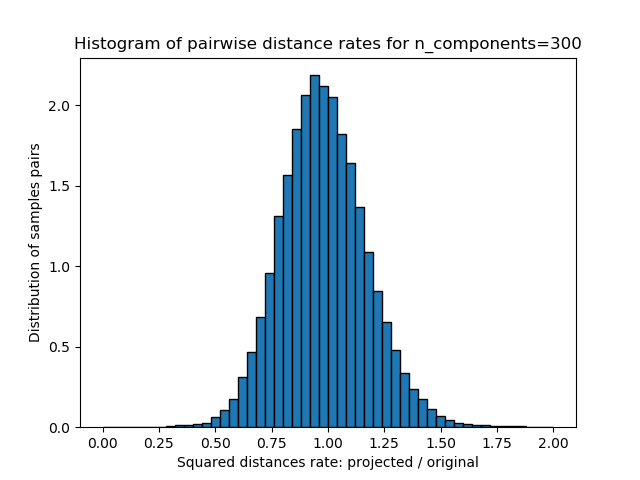 Histogram of pairwise distance rates for n_components=300
Distribution of samples pairs
2.0
1.5
1.0
0.5
0.0
0.00 0.25 0.50 0.75 1.00 1.25 1.50 1.75 2.00
Squared distances rate: projected / original